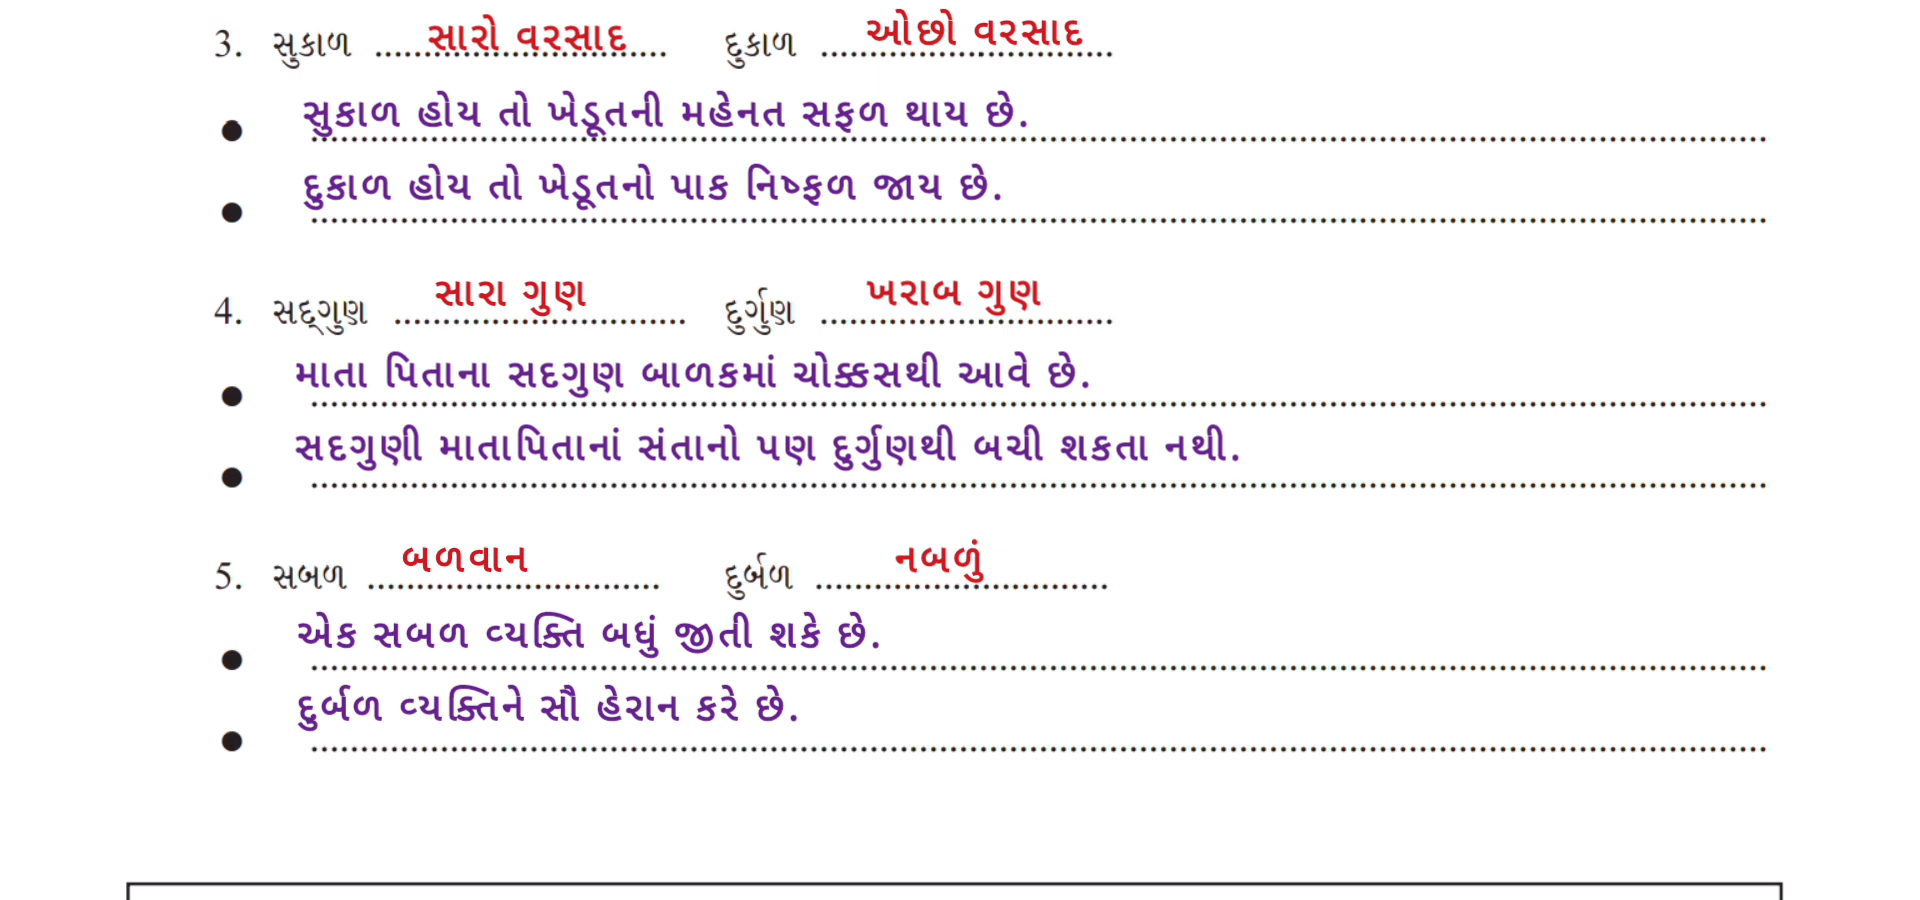 3. સુકાળ સારો વરસાદ દુકાળ ઓછો વરસાદ
● સુકાળ હોય તો ખેડૂતની મહેનત સફળ થાય છે.
● દુકાળ હોય તો ખેડૂતનો પાક નિષ્ફળ જાય છે.
4. સદ્‌ગુણ સારા ગુણ દુર્ગુણ ખરાબ ગુણ
● માતા પિતાના સદગુણ બાળકમાં ચોક્કસથી આવે છે.
● સદગુણી માતાપિતાનાં સંતાનો પણ દુર્ગુણથી બચી શકતા નથી.
5. સબળ બળવાન દુર્બળ નબળું
● એક સબળ વ્યક્તિ બધું જીતી શકે છે.
● દુર્બળ વ્યક્તિને સૌ હેરાન કરે છે.